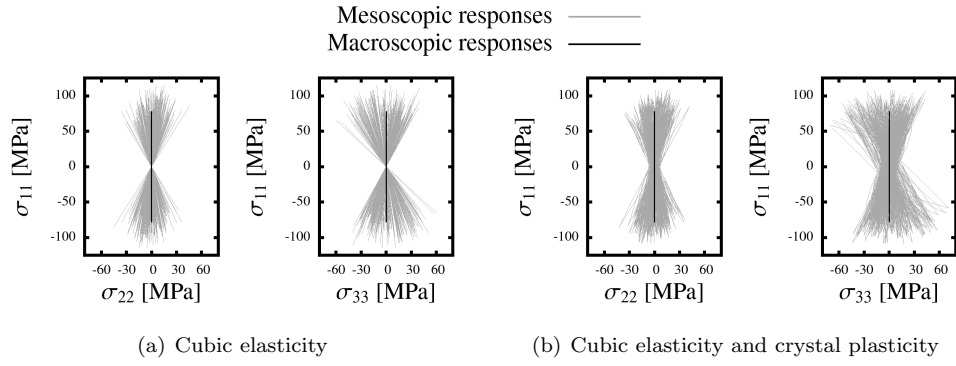 Mesoscopic responses
Macroscopic responses
100
50
0
-50
-100
σ11 [MPa]
-60 -30 0 30 60
σ22 [MPa]
100
50
0
-50
-100
σ11 [MPa]
-60 -30 0 30 60
σ33 [MPa]
100
50
0
-50
-100
σ11 [MPa]
-60 -30 0 30 60
σ22 [MPa]
100
50
0
-50
-100
σ11 [MPa]
-60 -30 0 30 60
σ33 [MPa]
(a) Cubic elasticity
(b) Cubic elasticity and crystal plasticity